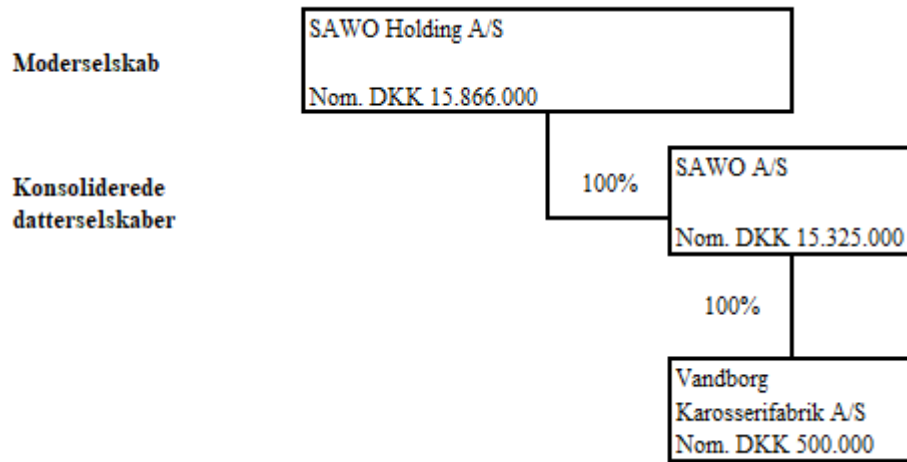 SAWO Holding A/S
Moderselskab
Nom. DKK 15.866.000
SAWO A/S
100%
Konsoliderede
datterselskaber
Nom. DKK 15.325.000
100%
Vandborg
Karosserifabrik A/S
Nom. DKK 500.000